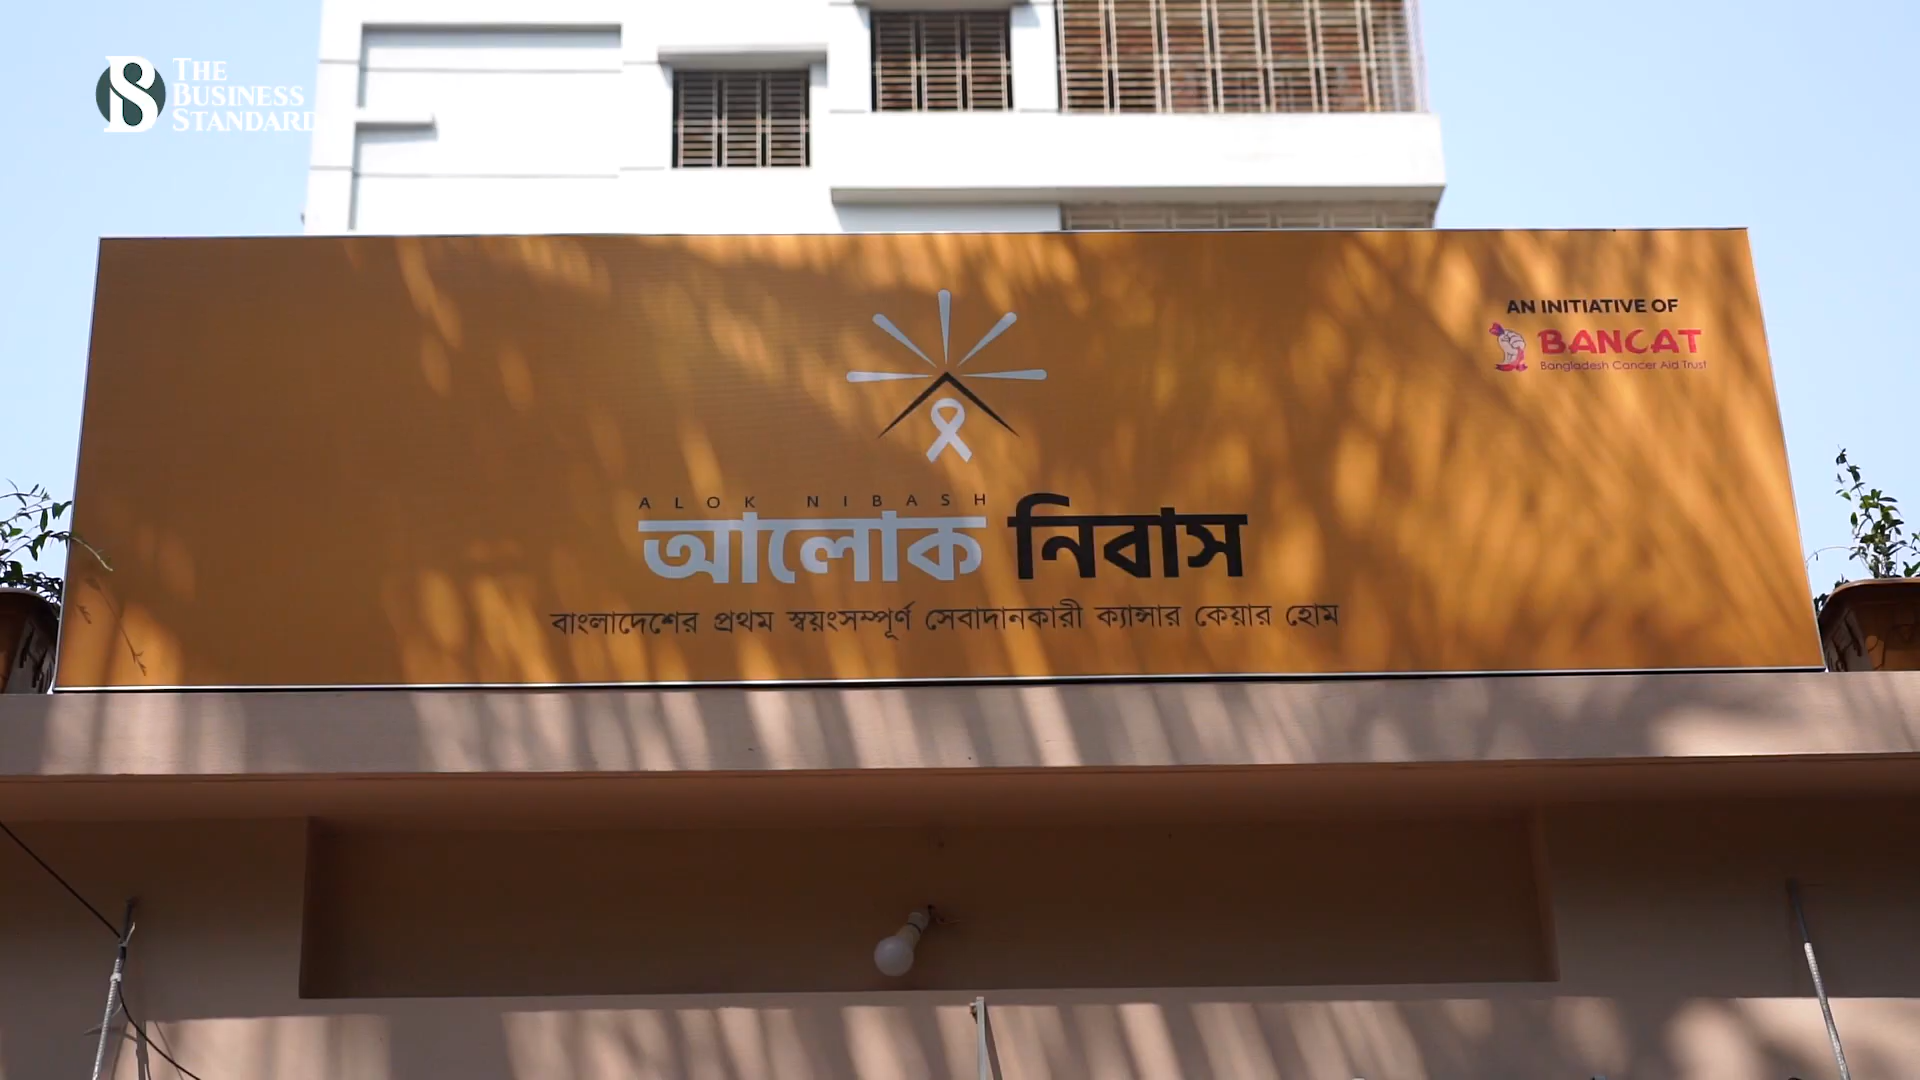 THE
BUSINESS
STANDARD
AN INITIATIVE OF
BANCAT
Bangladesh Cancer Aid Trust
ALOK NIBASH
আলোক নিবাস
বাংলাদেশের প্রথম স্বয়ংসম্পূর্ণ সেবাদানকারী ক্যান্সার কেয়ার হোম